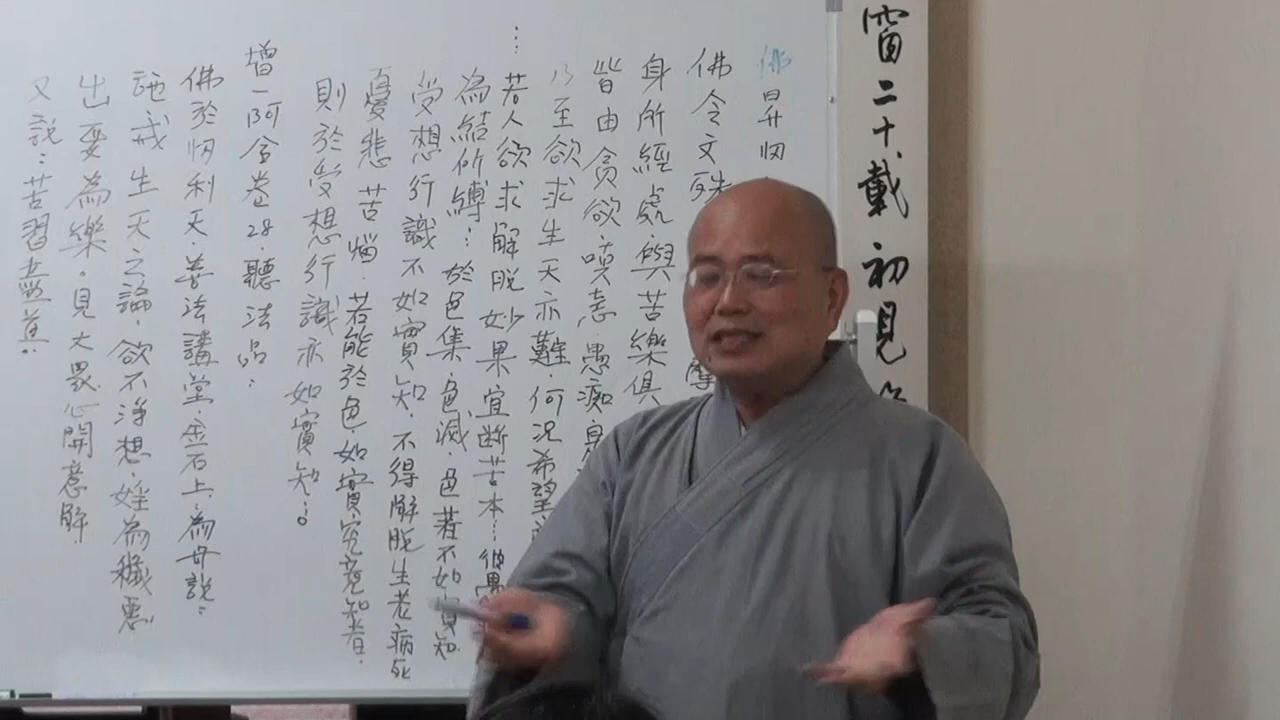 窗二十載初見
佛昇忉
佛令文殊
摩
身所經處與苦樂俱
皆由貪欲嗔恚愚痴
乃至欲求生天亦難,何況希望
…若人欲求解脫妙果宜斷苦本…
為結所縛:於色集.色滅.色著不如實知
受想行識不如實知.不得解脫生老病死
憂悲苦惱.若能於色如實究竟知者.
則於受想行識亦如實知:。
增一阿含卷28.聽法品:
佛於忉利天.善法講堂.金石上.為母說:
施戒生天之論,欲不淨想.婬為穢惡
出要為樂.見大眾心開意解.
又說:苦習盡道.